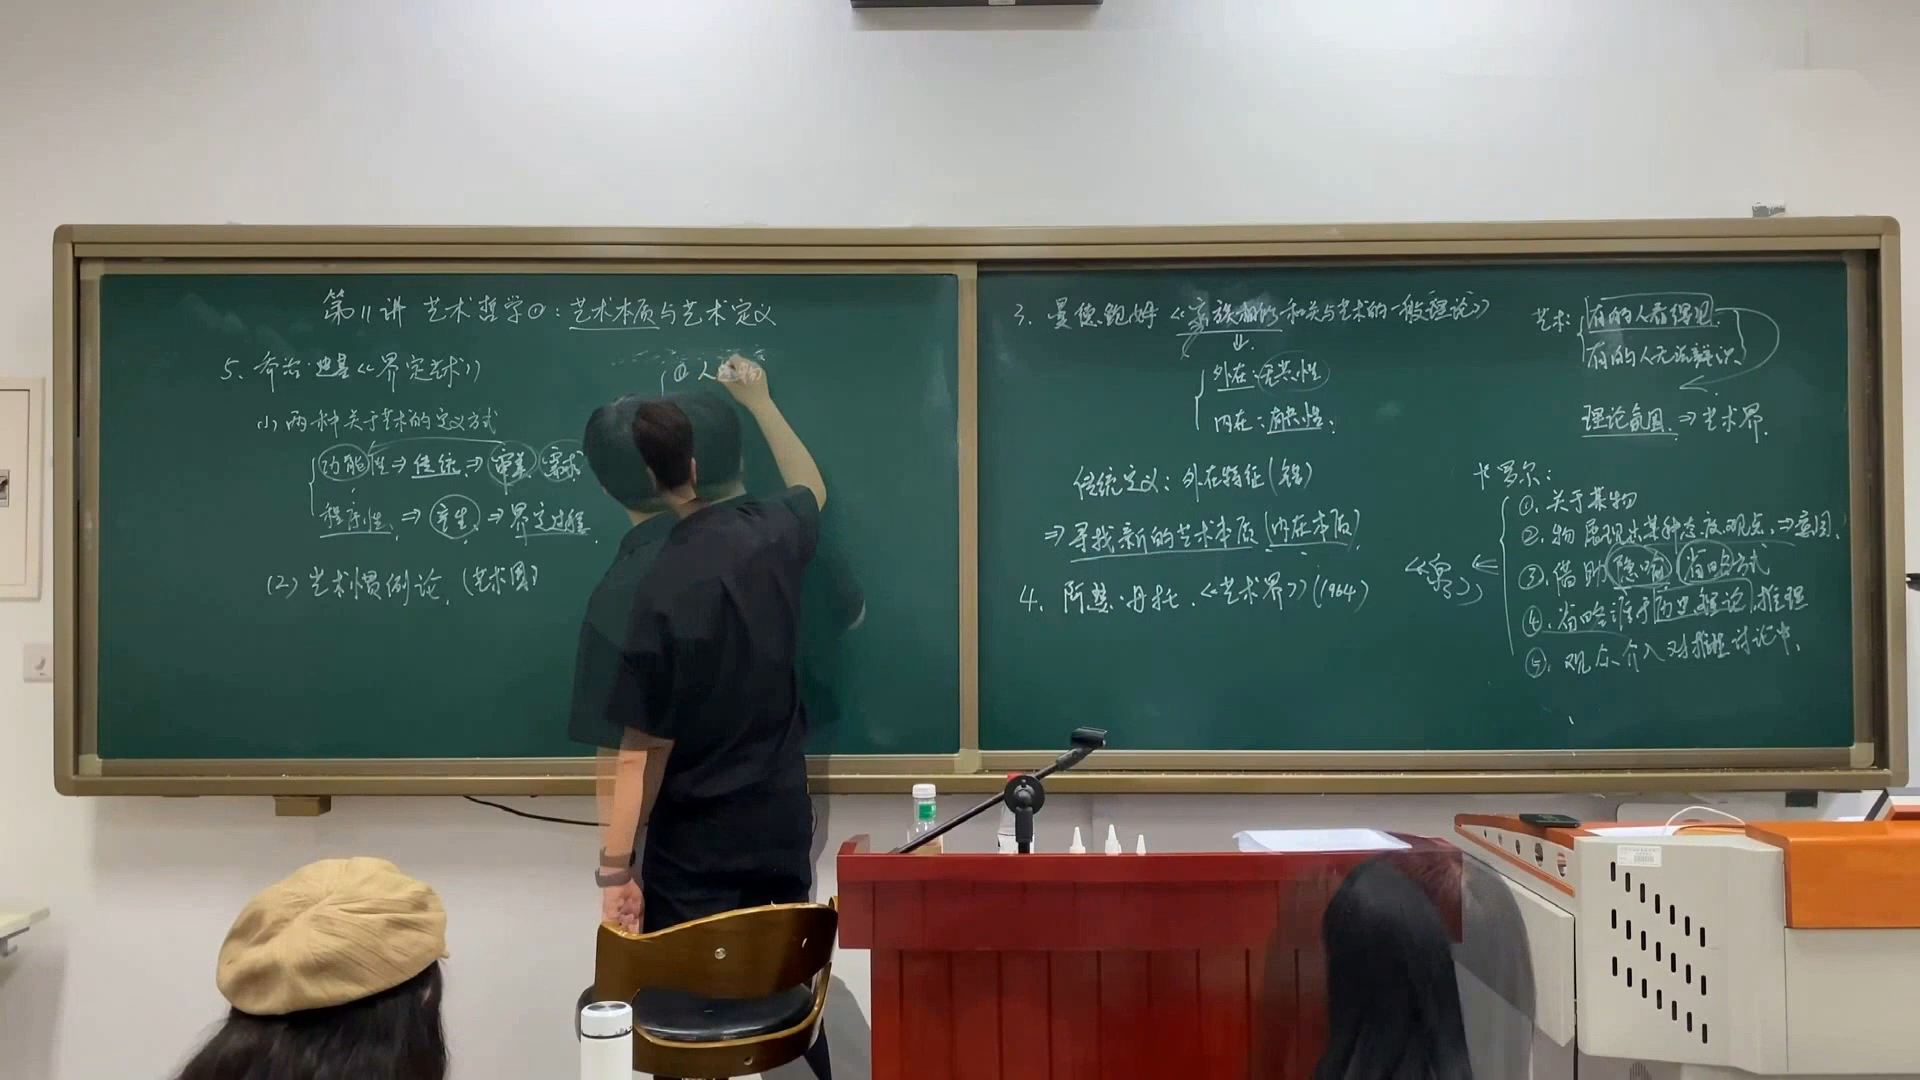 第11讲 艺术哲学①：艺术本质与艺术定义
5. 乔治·迪基《界定艺术》
(1) 两种关于艺术的定义方式
功能性⇒传统⇒审美 需求
程序性⇒产生⇒界定过程
(2) 艺术惯例论.(艺术圈)
① 人
3. 曼德鲍姆《家族相似和关与艺术的一般理论》
⇓
外在：无共性
内在：有共性.
传统定义：外在特征
⇒寻找新的艺术本质(内在本质)
4. 阿瑟·丹托.《艺术界》(1964)
艺术：
有的人看得见
有的人无法辨识
理论氛围⇒艺术界.
卡罗尔：
①.关于某物
②.物展现出某种态度观点.⇒意图.
③.借助隐喻 省略方式
④.省略 于历史理论 推理
⑤.观众介入对 讨论中.